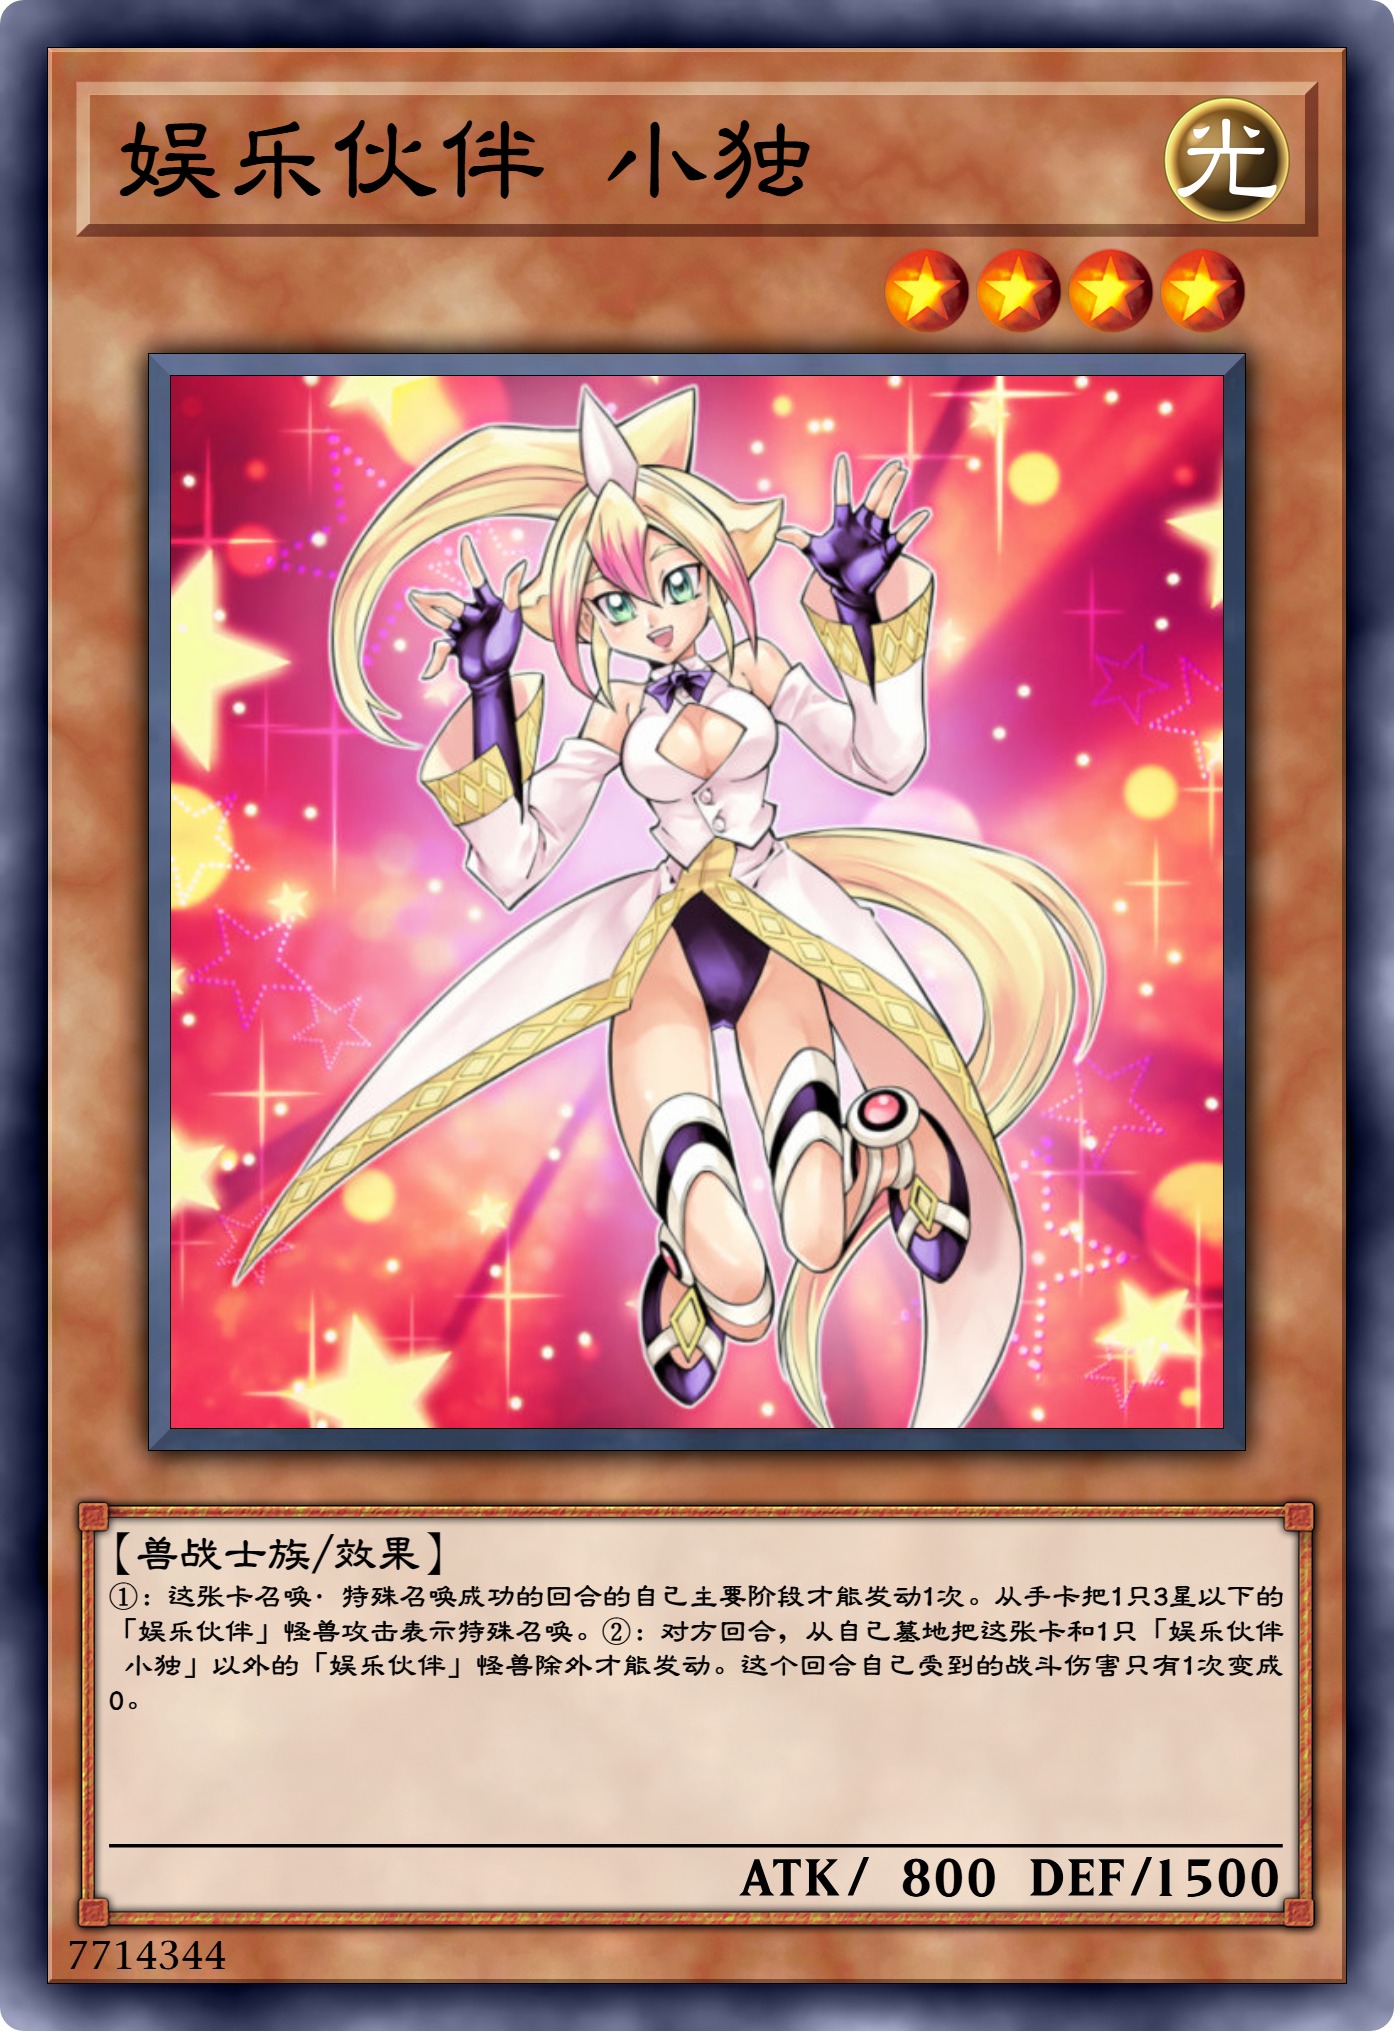 娱乐伙伴 小独
光
【兽战士族/效果】
①：这张卡召唤·特殊召唤成功的回合的自己主要阶段才能发动1次。从手卡把1只3星以下的
「娱乐伙伴」怪兽攻击表示特殊召唤。②：对方回合，从自己墓地把这张卡和1只「娱乐伙伴
小独」以外的「娱乐伙伴」怪兽除外才能发动。这个回合自己受到的战斗伤害只有1次变成
0。
ATK/ 800 DEF/1500
7714344